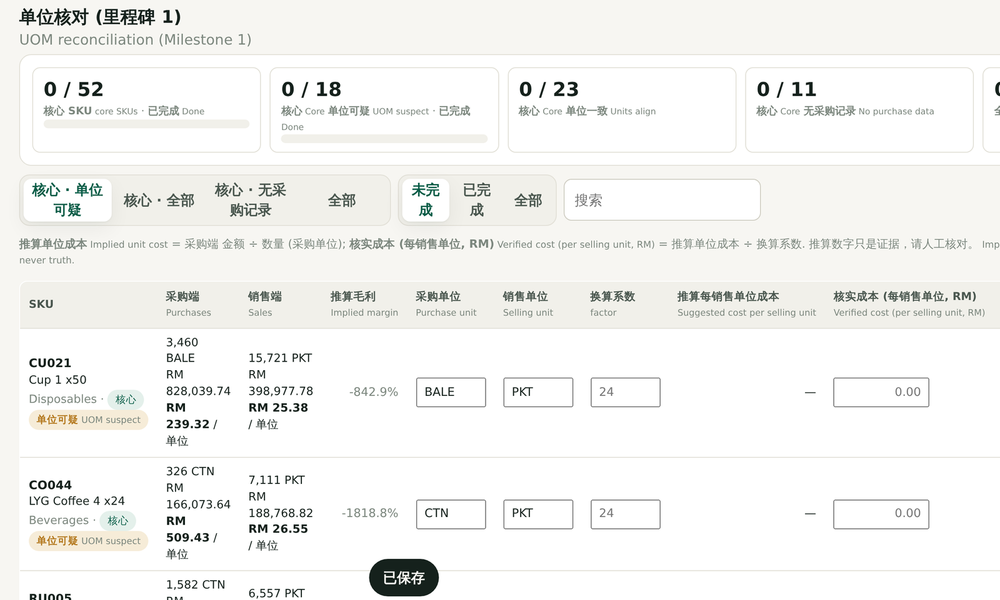 单位核对 (里程碑 1)
UOM reconciliation (Milestone 1)
0 / 52
核心 SKU core SKUs · 已完成 Done
0 / 18
核心 Core 单位可疑 UOM suspect · 已完成
Done
0 / 23
核心 Core 单位一致 Units align
0 / 11
核心 Core 无采购记录 No purchase data
核心 · 单位
可疑
核心 · 全部
核心 · 无采
购记录
全部
未完
成
已完
成
全部
搜索
推算单位成本 Implied unit cost = 采购端 金额 ÷ 数量 (采购单位); 核实成本 (每销售单位, RM) Verified cost (per selling unit, RM) = 推算单位成本 ÷ 换算系数. 推算数字只是证据，请人工核对。 Imp
never truth.
SKU
采购端
Purchases
销售端
Sales
推算毛利
Implied margin
采购单位
Purchase unit
销售单位
Selling unit
换算系数
factor
推算每销售单位成本
Suggested cost per selling unit
核实成本 (每销售单位, RM)
Verified cost (per selling unit, RM)
CU021
Cup 1 x50
Disposables · 核心
单位可疑 UOM suspect
3,460
BALE
RM
828,039.74
RM
239.32 /
单位
15,721 PKT
RM
398,977.78
RM 25.38
/ 单位
-842.9%
BALE
PKT
24
—
0.00
CO044
LYG Coffee 4 x24
Beverages · 核心
单位可疑 UOM suspect
326 CTN
RM
166,073.64
RM
509.43 /
单位
7,111 PKT
RM
188,768.82
RM 26.55
/ 单位
-1818.8%
CTN
PKT
24
—
0.00
RU005
1,582 CTN
RM
6,557 PKT
已保存